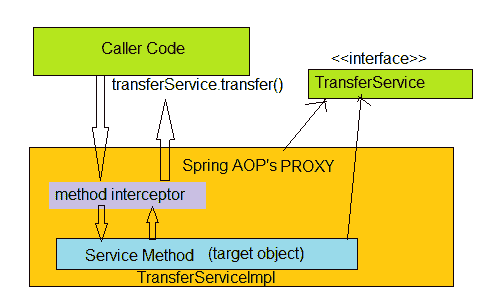 Caller Code
<<interface>>
transferService.transfer()
TransferService
Spring AOP's PROXY
method interceptor
Service Method (target object)
TransferServiceImpl